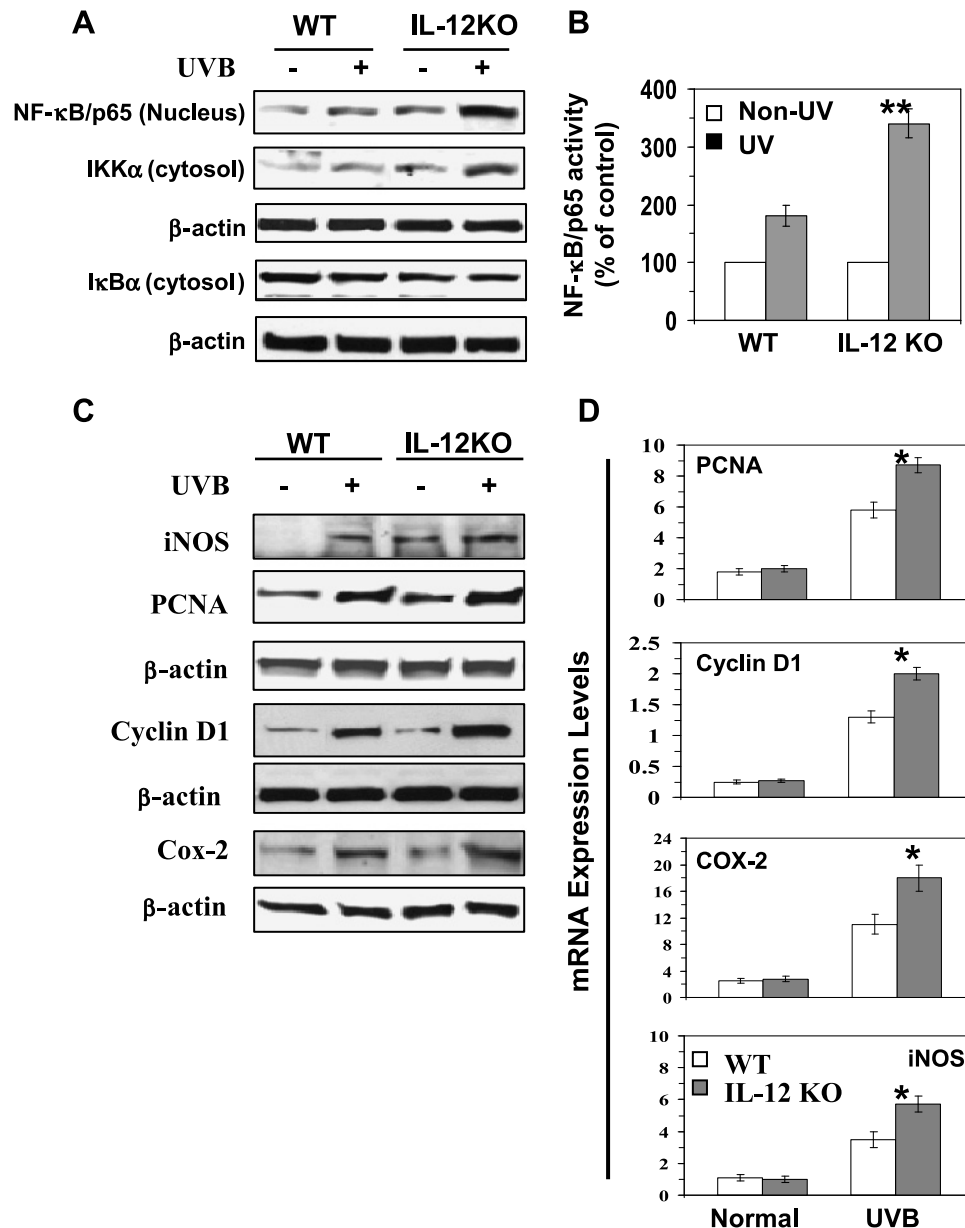 A
WT IL-12KO
UVB - + - +
NF-κB/p65 (Nucleus)
IKKα (cytosol)
β-actin
IκBα (cytosol)
β-actin
B
NF-κB/p65 activity
(% of control)
400
350
300
200
100
50
0
Non-UV
UV
**
WT IL-12 KO
C
WT IL-12KO
UVB - + - +
iNOS
PCNA
β-actin
Cyclin D1
β-actin
Cox-2
β-actin
D
mRNA Expression Levels
PCNA
10
8
6
4
2
0
*
Cyclin D1
2.5
2
1.5
1
0.5
0
*
COX-2
24
20
16
12
8
4
0
*
iNOS
10
8
6
4
2
0
WT
IL-12 KO
*
Normal UVB